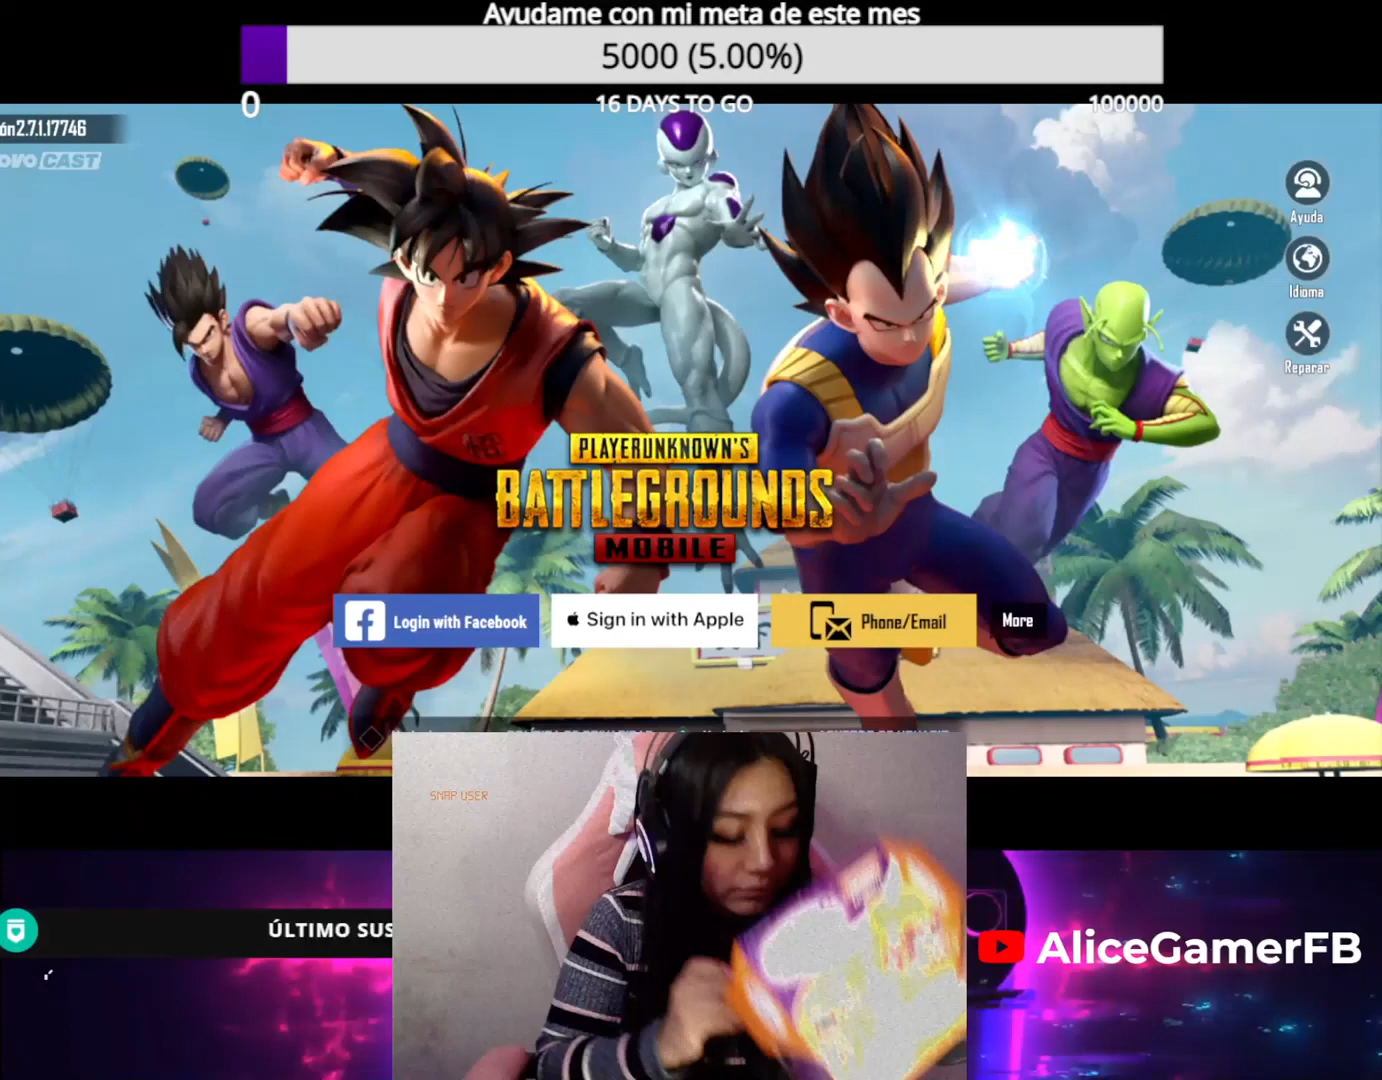 Ayudame con mi meta de este mes
5000 (5.00%)
0
16 DAYS TO GO
100000
ón2.7.1.17746
OVO CAST
Ayuda
Idioma
Reparar
PLAYERUNKNOWN'S
BATTLEGROUNDS
MOBILE
Login with Facebook
Sign in with Apple
Phone/Email
More
SNAP USER
ÚLTIMO SUS
AliceGamerFB